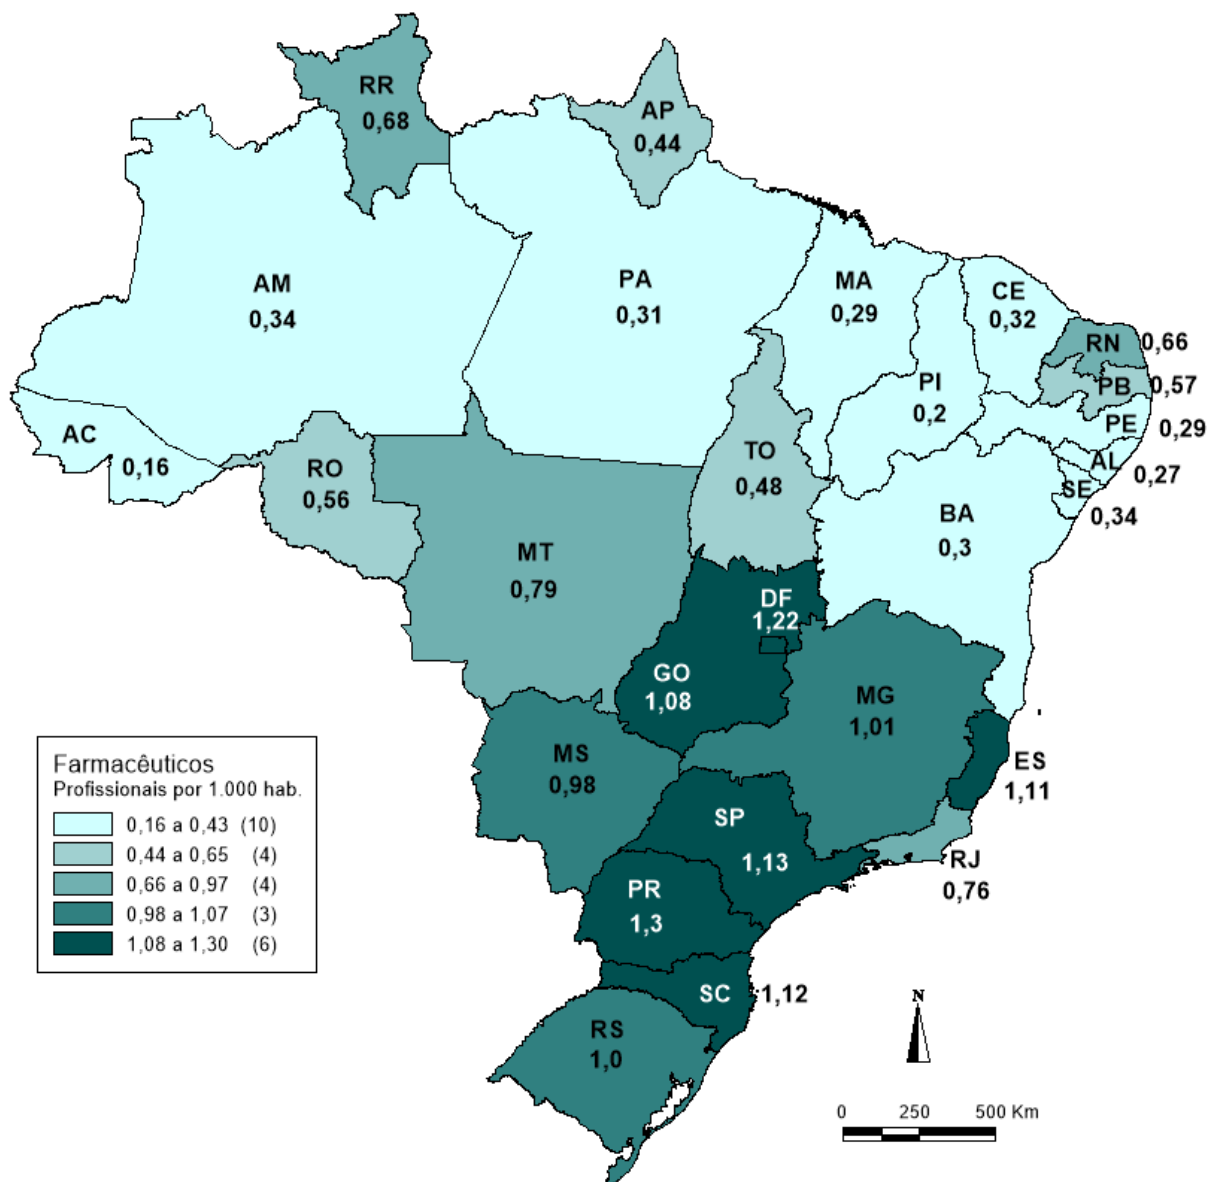 RR
0,68
AP
0,44
AM
0,34
PA
0,31
MA
0,29
CE
0,32
RN 0,66
PI
0,2
PB 0,57
PE 0,29
AC
0,16
RO
0,56
TO
0,48
AL 0,27
SE 0,34
BA
0,3
MT
0,79
DF
1,22
GO
1,08
MG
1,01
MS
0,98
ES
1,11
SP
1,13
RJ
0,76
PR
1,3
SC 1,12
RS
1,0
Farmacêuticos
Profissionais por 1.000 hab.
0,16 a 0,43 (10)
0,44 a 0,65 (4)
0,66 a 0,97 (4)
0,98 a 1,07 (3)
1,08 a 1,30 (6)
N
0 250 500 Km